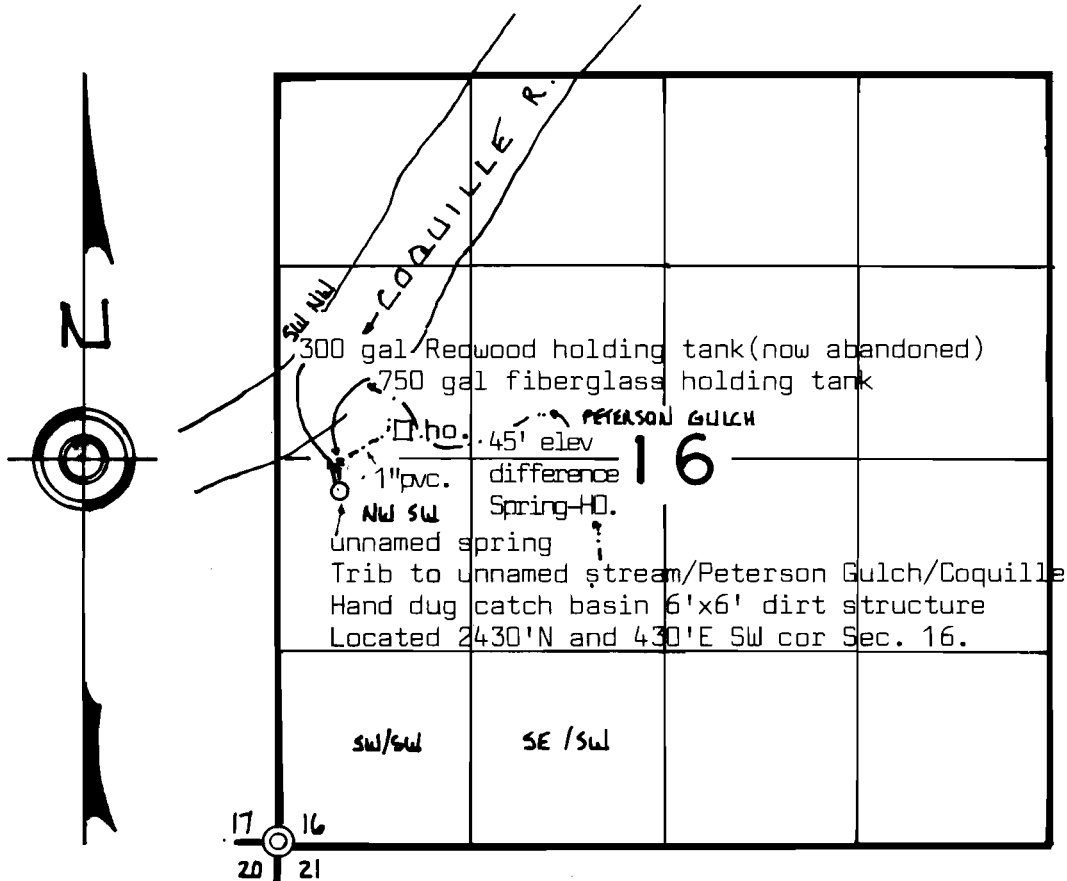 COQUILLE R.
SW NW
N
300 gal Redwood holding tank(now abandoned)
750 gal fiberglass holding tank
PETERSON GULCH
ho.
45' elev
16
1"pvc.
difference
NW SW
Spring-HO.
unnamed spring
Trib to unnamed stream/Peterson Gulch/Coquille
Hand dug catch basin 6'x6' dirt structure
Located 2430'N and 430'E SW cor Sec. 16.
SW/SW
SE/SW
17 16
20 21